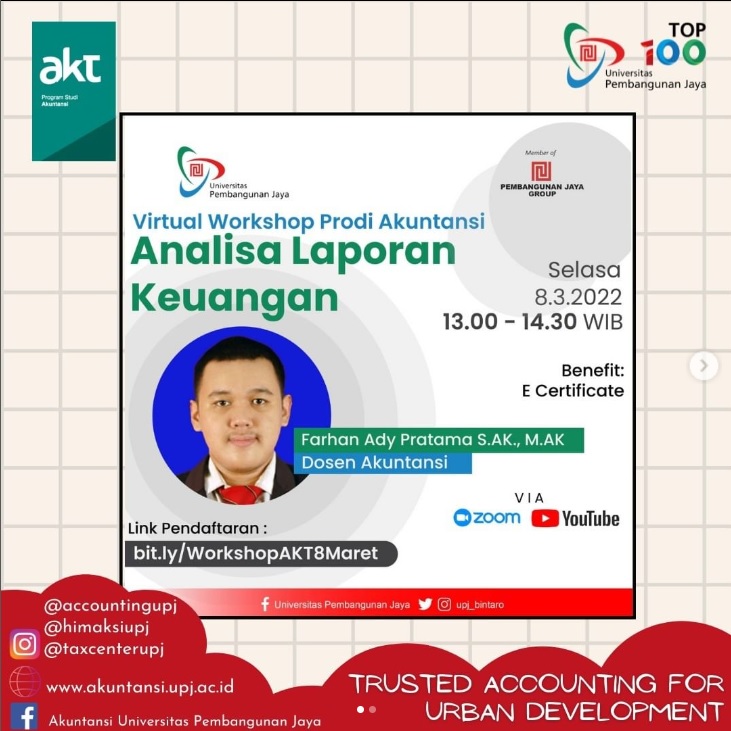 akt
Program Studi
Akuntansi
TOP
100
Universitas
Pembangunan Jaya
Universitas
Pembangunan Jaya
Member of
PEMBANGUNAN JAYA
GROUP
Virtual Workshop Prodi Akuntansi
Analisa Laporan
Keuangan
Selasa
8.3.2022
13.00 - 14.30 WIB
Benefit:
E Certificate
Farhan Ady Pratama S.AK., M.AK
Dosen Akuntansi
VIA
zoom YouTube
Link Pendaftaran :
bit.ly/WorkshopAKT8Maret
Universitas Pembangunan Jaya upj_bintaro
@accountingupj
@himaksiupj
@taxcenterupj
www.akuntansi.upj.ac.id
Akuntansi Universitas Pembangunan Jaya
TRUSTED ACCOUNTING FOR
URBAN DEVELOPMENT